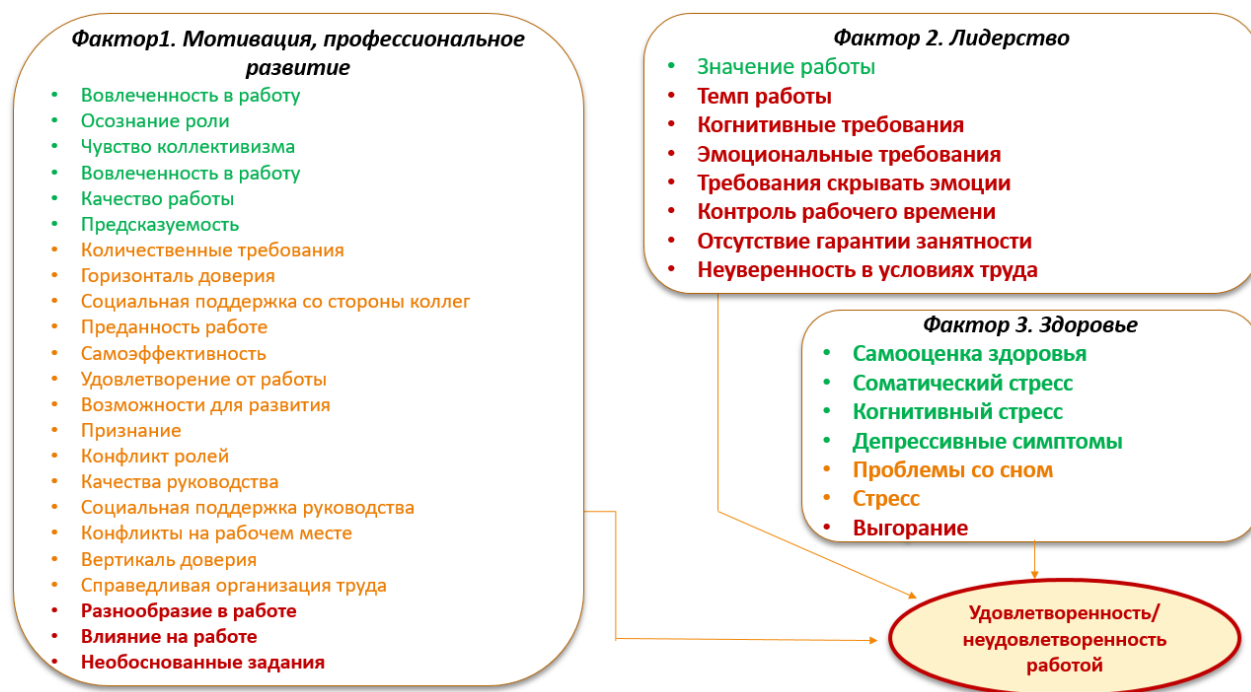 Фактор1. Мотивация, профессиональное
развитие
• Вовлеченность в работу
• Осознание роли
• Чувство коллективизма
• Вовлеченность в работу
• Качество работы
• Предсказуемость
• Количественные требования
• Горизонталь доверия
• Социальная поддержка со стороны коллег
• Преданность работе
• Самоэффективность
• Удовлетворение от работы
• Возможности для развития
• Признание
• Конфликт ролей
• Качества руководства
• Социальная поддержка руководства
• Конфликты на рабочем месте
• Вертикаль доверия
• Справедливая организация труда
• Разнообразие в работе
• Влияние на работе
• Необоснованные задания
Фактор 2. Лидерство
• Значение работы
• Темп работы
• Когнитивные требования
• Эмоциональные требования
• Требования скрывать эмоции
• Контроль рабочего времени
• Отсутствие гарантии занятности
• Неуверенность в условиях труда
Фактор 3. Здоровье
• Самооценка здоровья
• Соматический стресс
• Когнитивный стресс
• Депрессивные симптомы
• Проблемы со сном
• Стресс
• Выгорание
Удовлетворенность/
неудовлетворенность
работой